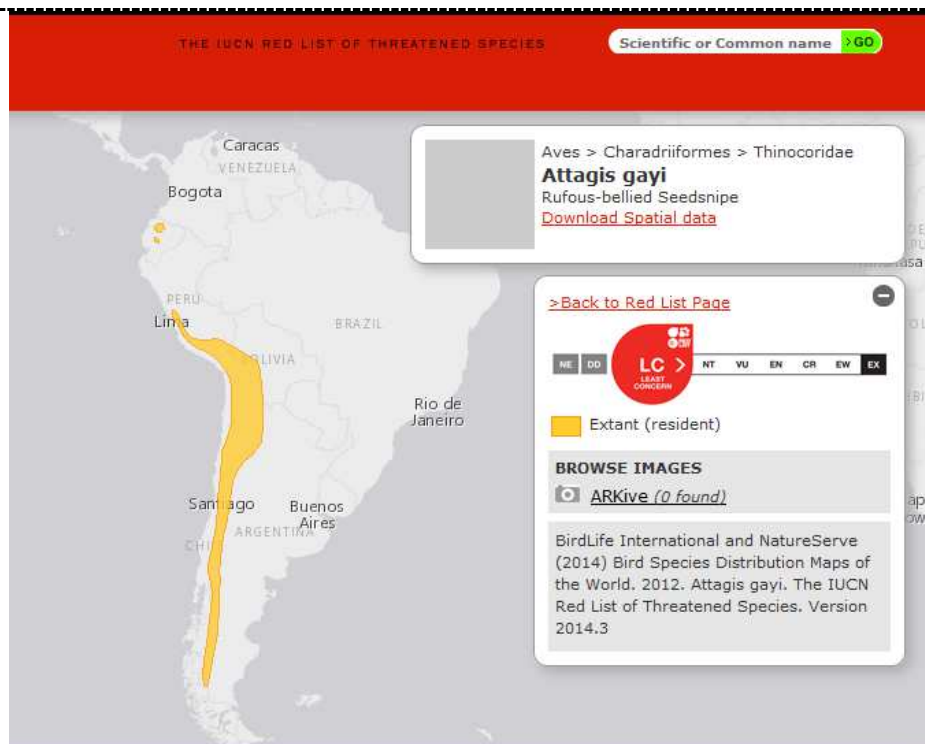 THE IUCN RED LIST OF THREATENED SPECIES
Scientific or Common name
>GO
Caracas
VENEZUELA
Bogota
PERU
Lima
BRAZIL
BOLIVIA
Rio de
Janeiro
Santiago
Buenos
Aires
ARGENTINA
Aves > Charadriiformes > Thinocoridae
Attagis gayi
Rufous-bellied Seedsnipe
Download Spatial data
>Back to Red List Page
NE DD LC > NT VU EN CR EW EX
LEAST
CONCERN
Extant (resident)
BROWSE IMAGES
ARKive (0 found)
BirdLife International and NatureServe
(2014) Bird Species Distribution Maps of
the World. 2012. Attagis gayi. The IUCN
Red List of Threatened Species. Version
2014.3